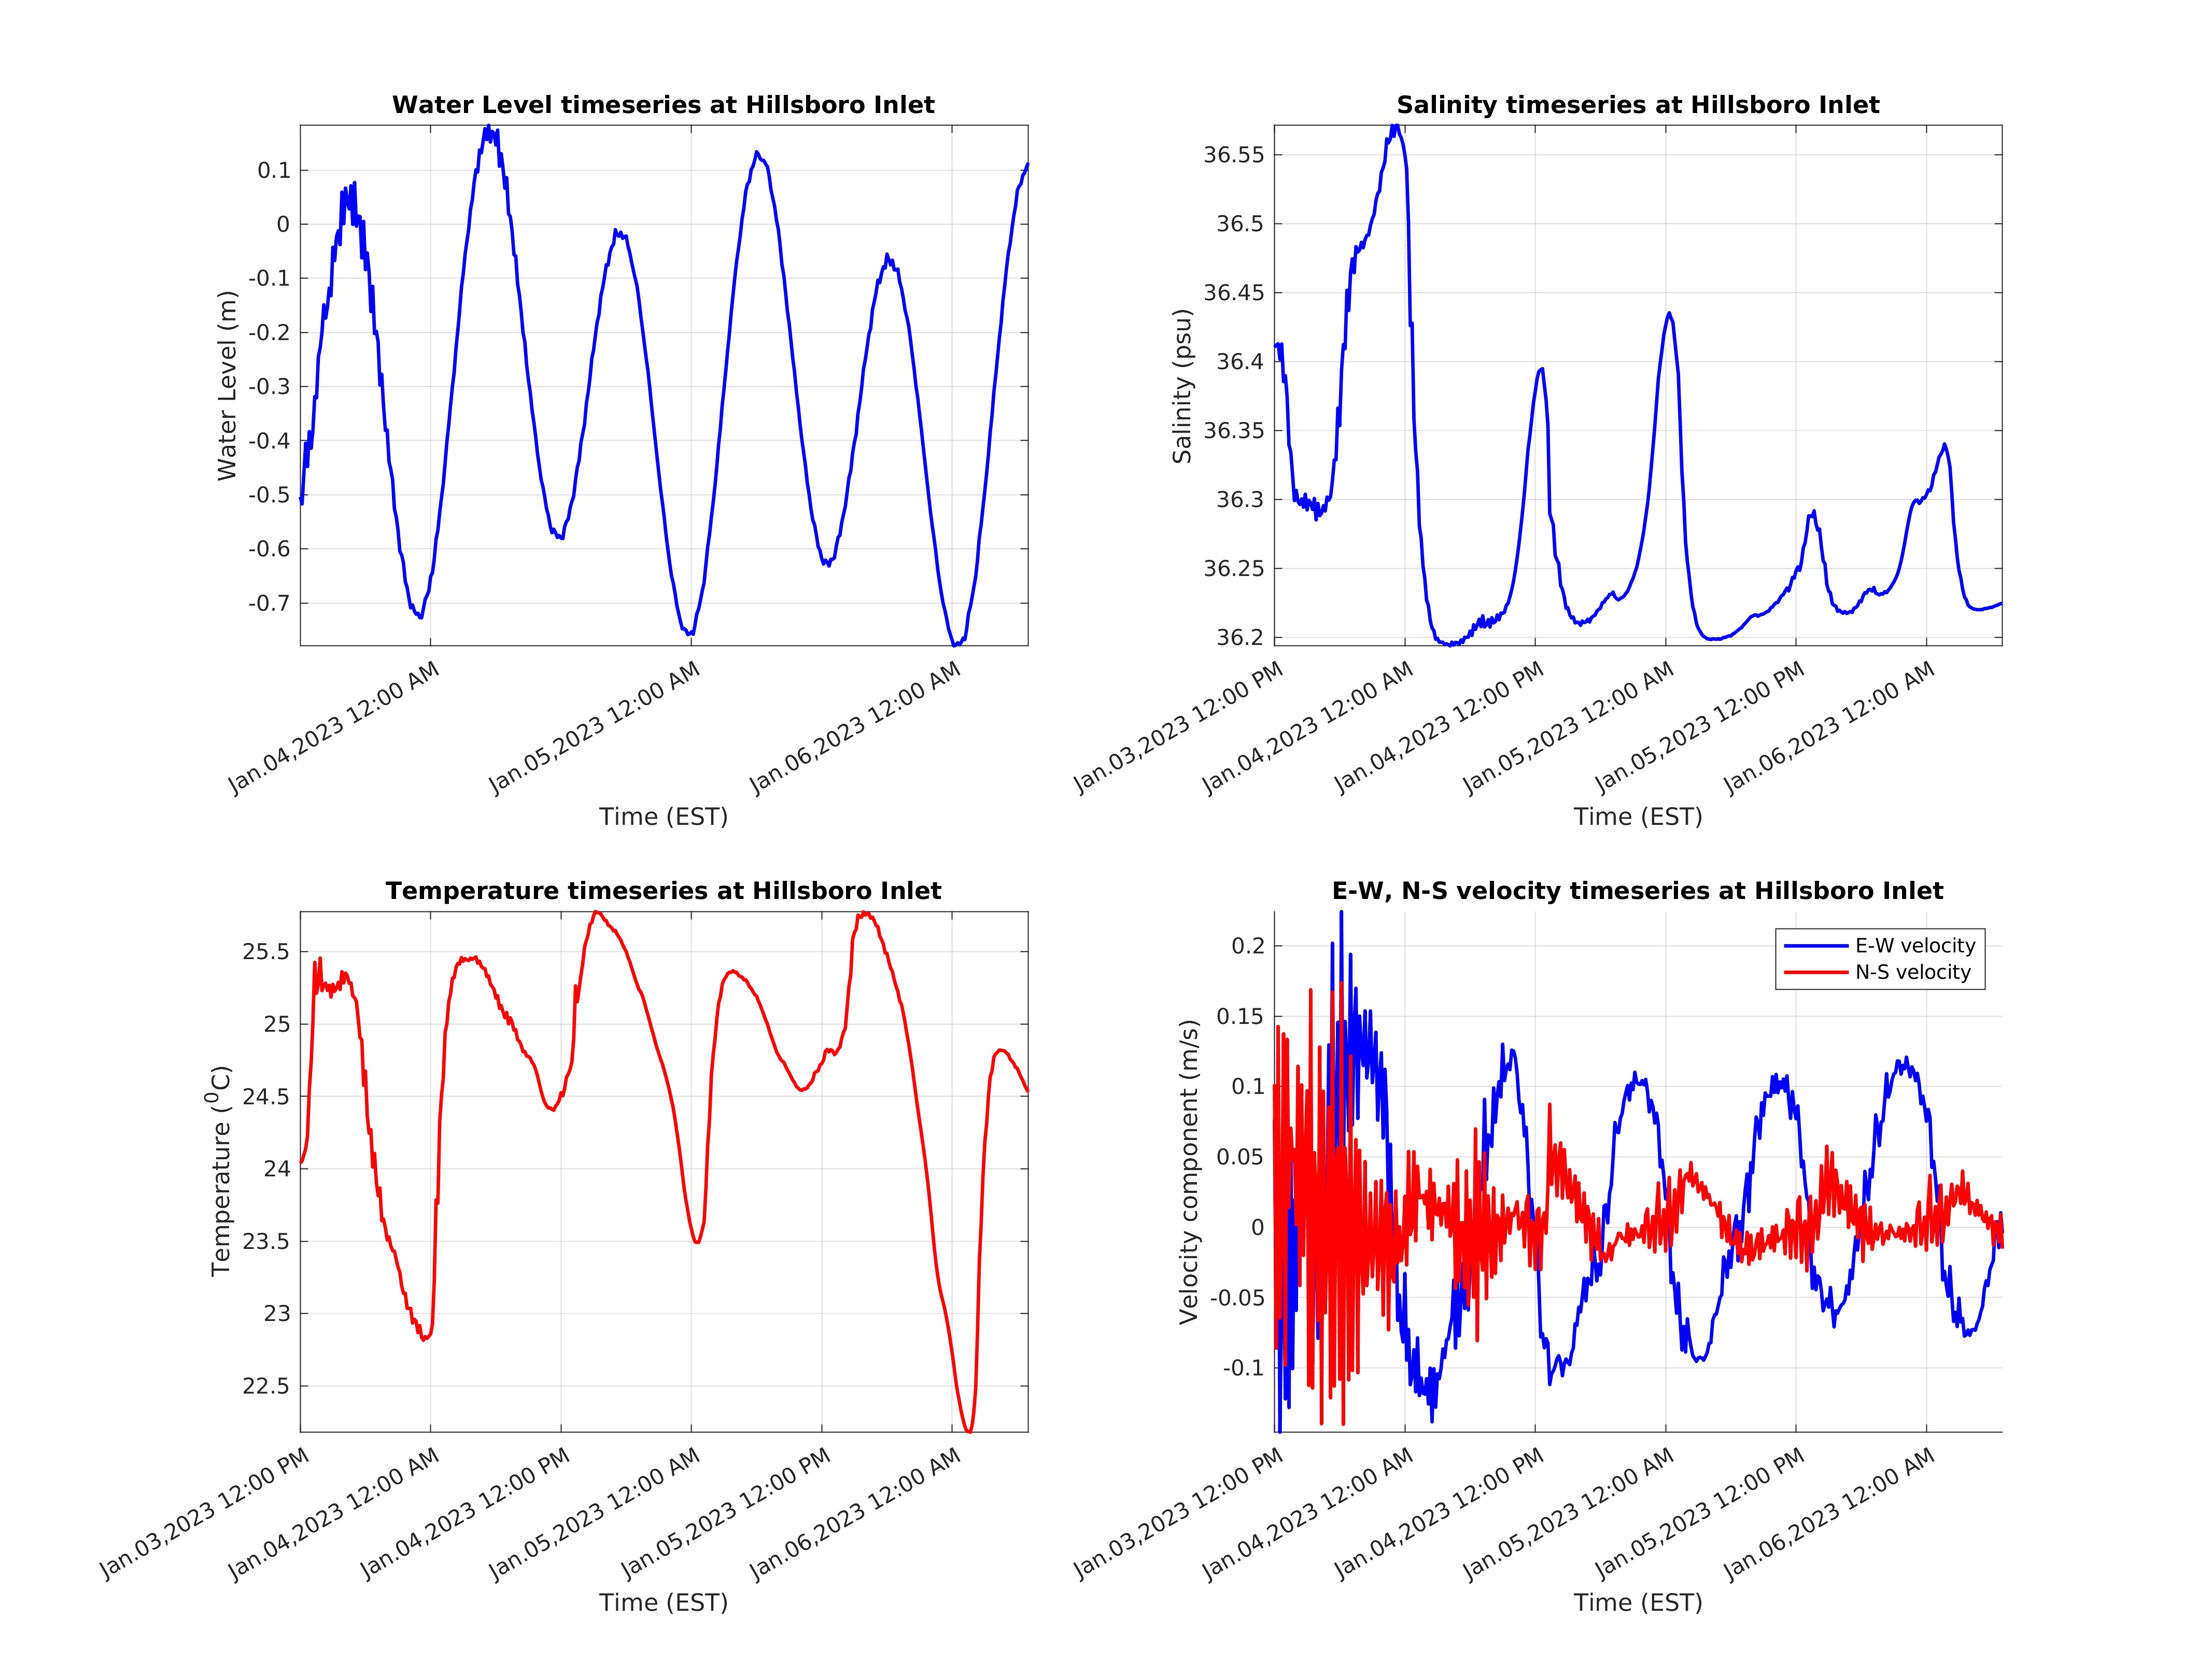 Water Level timeseries at Hillsboro Inlet
Water Level (m)
0.1
0
-0.1
-0.2
-0.3
-0.4
-0.5
-0.6
-0.7
Jan.04,2023 12:00 AM
Jan.05,2023 12:00 AM
Jan.06,2023 12:00 AM
Time (EST)
Salinity timeseries at Hillsboro Inlet
Salinity (psu)
36.55
36.5
36.45
36.4
36.35
36.3
36.25
36.2
Jan.03,2023 12:00 PM
Jan.04,2023 12:00 AM
Jan.04,2023 12:00 PM
Jan.05,2023 12:00 AM
Jan.05,2023 12:00 PM
Jan.06,2023 12:00 AM
Time (EST)
Temperature timeseries at Hillsboro Inlet
Temperature (⁰C)
25.5
25
24.5
24
23.5
23
22.5
Jan.03,2023 12:00 PM
Jan.04,2023 12:00 AM
Jan.04,2023 12:00 PM
Jan.05,2023 12:00 AM
Jan.05,2023 12:00 PM
Jan.06,2023 12:00 AM
Time (EST)
E-W, N-S velocity timeseries at Hillsboro Inlet
E-W velocity
N-S velocity
Velocity component (m/s)
0.2
0.15
0.1
0.05
0
-0.05
-0.1
Jan.03,2023 12:00 PM
Jan.04,2023 12:00 AM
Jan.04,2023 12:00 PM
Jan.05,2023 12:00 AM
Jan.05,2023 12:00 PM
Jan.06,2023 12:00 AM
Time (EST)